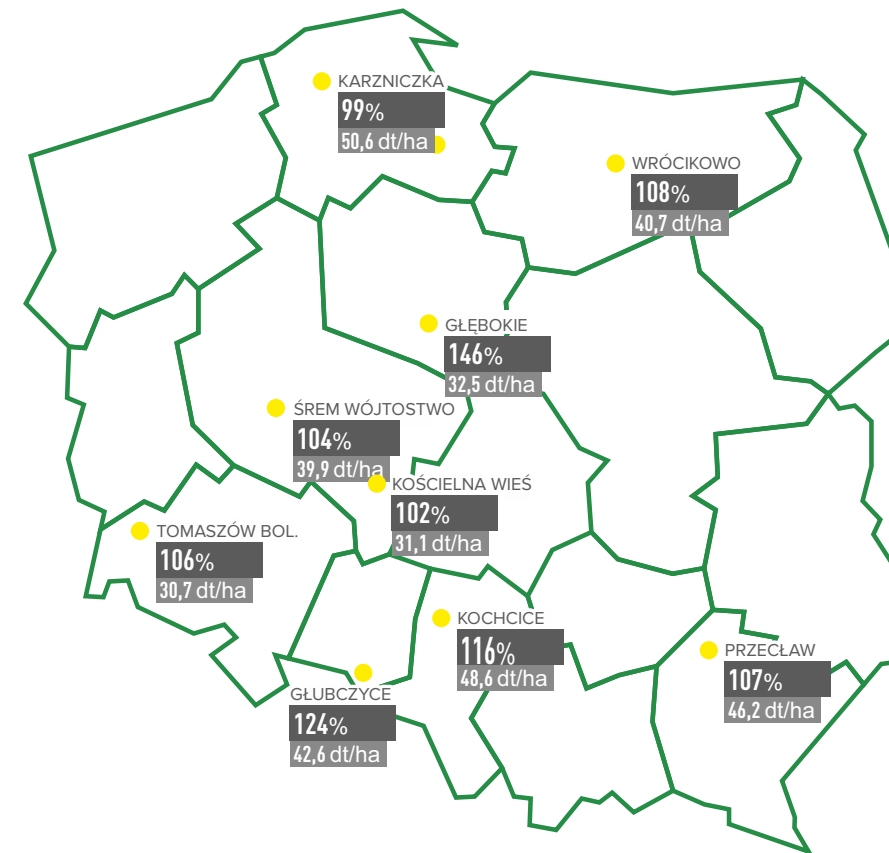 KARZNICZKA
99%
50,6 dt/ha
WRÓCIKOWO
108%
40,7 dt/ha
GŁĘBOKIE
146%
32,5 dt/ha
ŚREM WÓJTOSTWO
104%
39,9 dt/ha
KOŚCIELNA WIEŚ
102%
31,1 dt/ha
TOMASZÓW BOL.
106%
30,7 dt/ha
KOCHCICE
116%
48,6 dt/ha
PRZECŁAW
107%
46,2 dt/ha
GŁUBCZYCE
124%
42,6 dt/ha